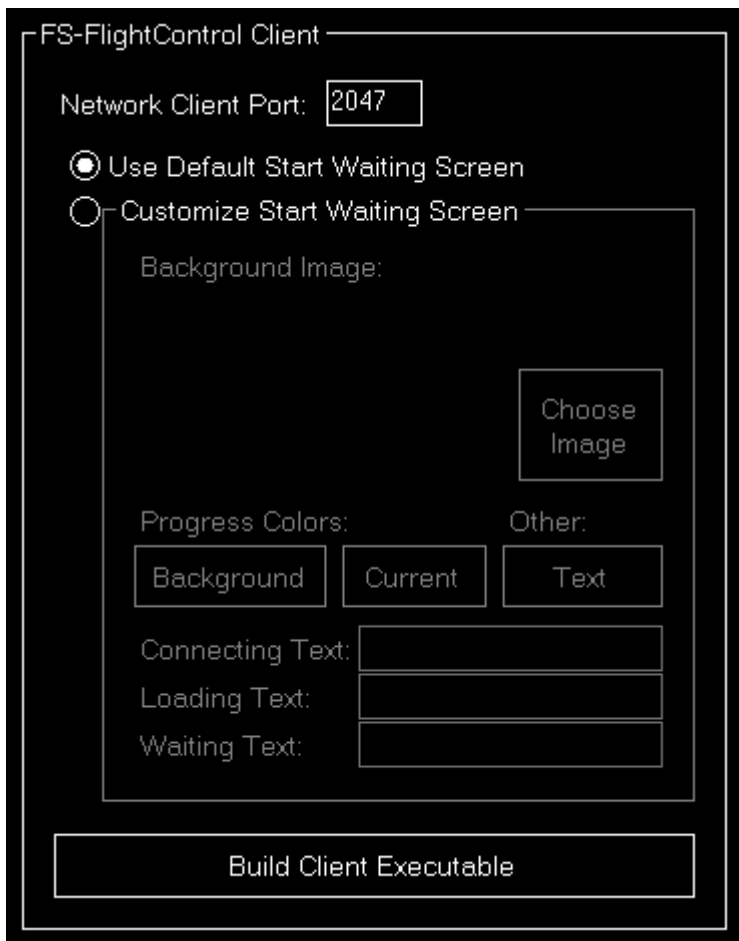 FS-FlightControl Client
Network Client Port: 2047
Use Default Start Waiting Screen
Customize Start Waiting Screen
Background Image:
Choose
Image
Progress Colors: Other:
Background Current Text
Connecting Text:
Loading Text:
Waiting Text:
Build Client Executable